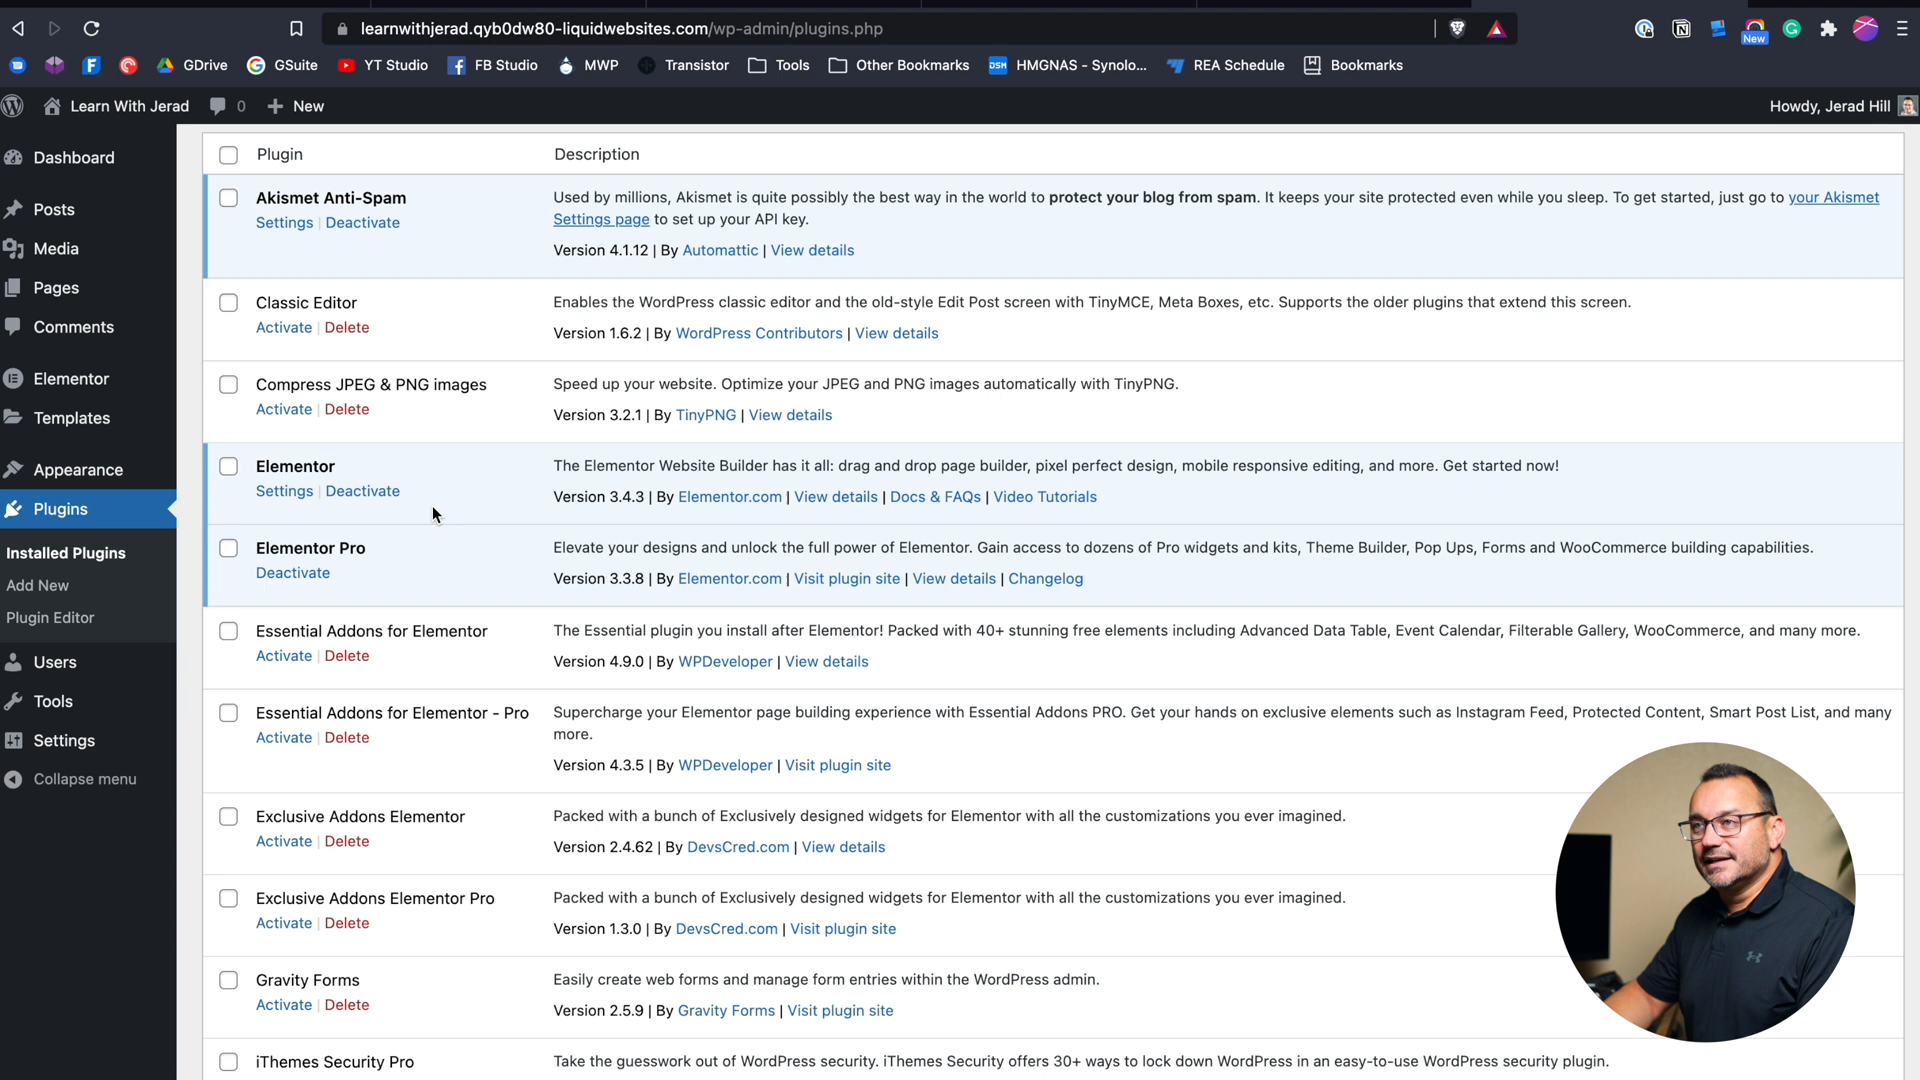 learnwithjerad.qyb0dw80-liquidwebsites.com/wp-admin/plugins.php
New
GDrive
GSuite
YT Studio
FB Studio
MWP
Transistor
Tools
Other Bookmarks
DSM HMGNAS - Synolo...
REA Schedule
Bookmarks
Learn With Jerad
0
New
Howdy, Jerad Hill
Dashboard
Posts
Media
Pages
Comments
Elementor
Templates
Appearance
Plugins
Installed Plugins
Add New
Plugin Editor
Users
Tools
Settings
Collapse menu
Plugin
Description
Akismet Anti-Spam
Settings | Deactivate
Used by millions, Akismet is quite possibly the best way in the world to protect your blog from spam. It keeps your site protected even while you sleep. To get started, just go to your Akismet
Settings page to set up your API key.
Version 4.1.12 | By Automattic | View details
Classic Editor
Activate | Delete
Enables the WordPress classic editor and the old-style Edit Post screen with TinyMCE, Meta Boxes, etc. Supports the older plugins that extend this screen.
Version 1.6.2 | By WordPress Contributors | View details
Compress JPEG & PNG images
Activate | Delete
Speed up your website. Optimize your JPEG and PNG images automatically with TinyPNG.
Version 3.2.1 | By TinyPNG | View details
Elementor
Settings | Deactivate
The Elementor Website Builder has it all: drag and drop page builder, pixel perfect design, mobile responsive editing, and more. Get started now!
Version 3.4.3 | By Elementor.com | View details | Docs & FAQs | Video Tutorials
Elementor Pro
Deactivate
Elevate your designs and unlock the full power of Elementor. Gain access to dozens of Pro widgets and kits, Theme Builder, Pop Ups, Forms and WooCommerce building capabilities.
Version 3.3.8 | By Elementor.com | Visit plugin site | View details | Changelog
Essential Addons for Elementor
Activate | Delete
The Essential plugin you install after Elementor! Packed with 40+ stunning free elements including Advanced Data Table, Event Calendar, Filterable Gallery, WooCommerce, and many more.
Version 4.9.0 | By WPDeveloper | View details
Essential Addons for Elementor - Pro
Activate | Delete
Supercharge your Elementor page building experience with Essential Addons PRO. Get your hands on exclusive elements such as Instagram Feed, Protected Content, Smart Post List, and many
more.
Version 4.3.5 | By WPDeveloper | Visit plugin site
Exclusive Addons Elementor
Activate | Delete
Packed with a bunch of Exclusively designed widgets for Elementor with all the customizations you ever imagined.
Version 2.4.62 | By DevsCred.com | View details
Exclusive Addons Elementor Pro
Activate | Delete
Packed with a bunch of Exclusively designed widgets for Elementor with all the customizations you ever imagined.
Version 1.3.0 | By DevsCred.com | Visit plugin site
Gravity Forms
Activate | Delete
Easily create web forms and manage form entries within the WordPress admin.
Version 2.5.9 | By Gravity Forms | Visit plugin site
iThemes Security Pro
Take the guesswork out of WordPress security. iThemes Security offers 30+ ways to lock down WordPress in an easy-to-use WordPress security plugin.